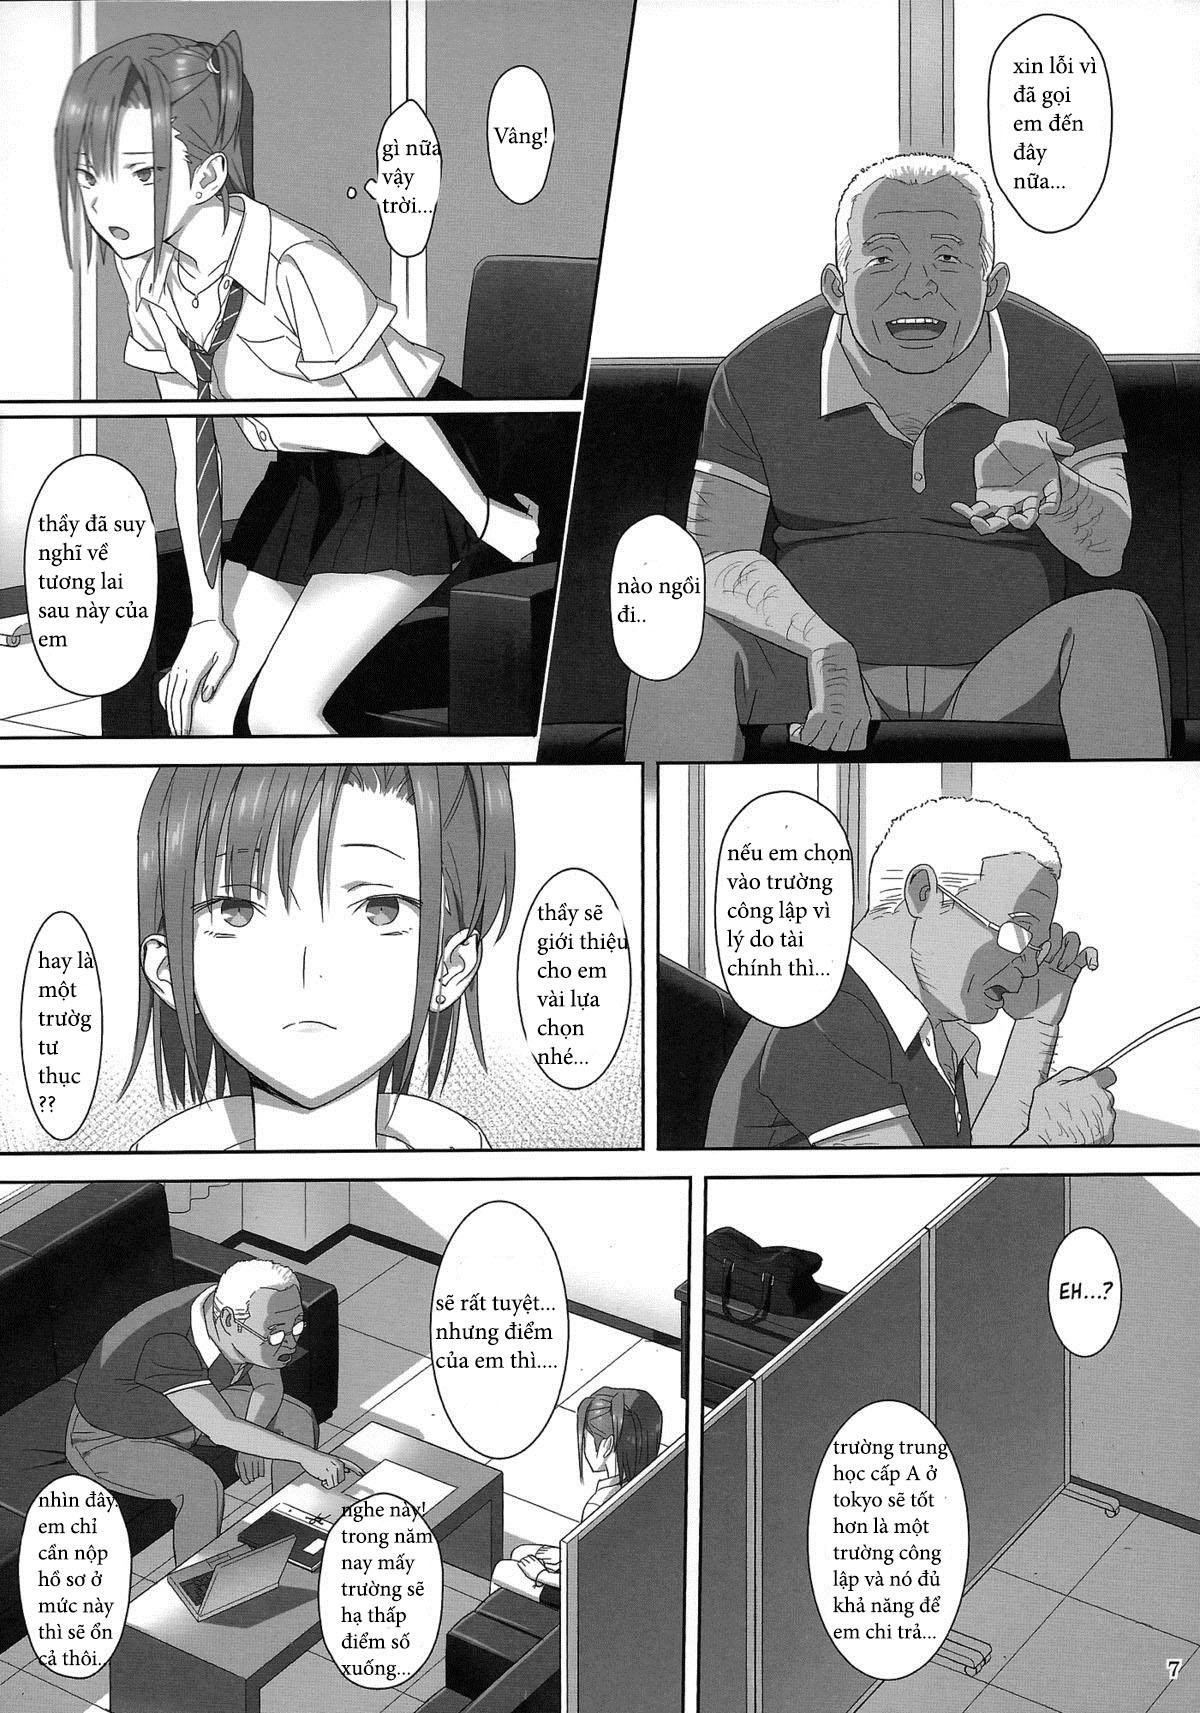 xin lỗi vì
đã gọi
em đến
đây
nữa...
nào ngồi
đi..
Vâng!
gì nữa
vậy
trời...
thầy đã suy
nghĩ về
tương lai
sau này của
em
nếu em chọn
vào trường
công lập vì
lý do tài
chính thì...
thầy sẽ
giới thiệu
cho em
vài lựa
chọn
nhé...
hay là
một
trườg
tư
thục
??
EH...?
trường trung
học cấp A ở
tokyo sẽ tốt
hơn là một
trường công
lập và nó đủ
khả năng để
em chi trả...
sẽ rất tuyệt...
nhưng điểm
của em thì....
nghe này!
trong năm
nay mấy
trường sẽ
hạ thấp
điểm số
xuống...
nhìn đây.
em chỉ
cần nộp
hồ sơ ở
mức này
thì sẽ ổn
cả thôi...
7